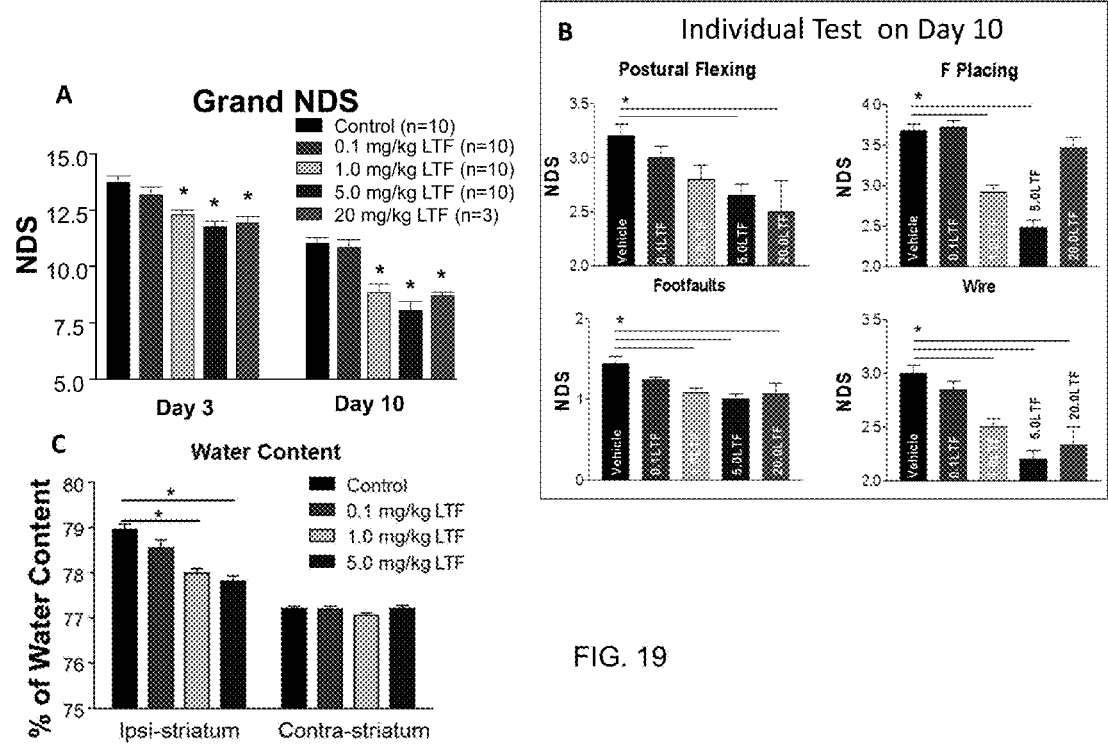 A
Grand NDS
Control (n=10)
0.1 mg/kg LTF (n=10)
1.0 mg/kg LTF (n=10)
5.0 mg/kg LTF (n=10)
20 mg/kg LTF (n=3)
NDS
15.0
12.5
10.0
7.5
5.0
* * *
* * *
Day 3
Day 10
B
Individual Test on Day 10
Postural Flexing
NDS
3.5
3.0
2.5
2.0
*
Vehicle
0.1LTF
5.0LTF
20.0LTF
F Placing
NDS
4.0
3.5
3.0
2.5
2.0
*
Vehicle
0.1LTF
5.0LTF
20.0LTF
Footfaults
NDS
2
1
0
*
Vehicle
0.1LTF
5.0LTF
20.0LTF
Wire
NDS
3.5
3.0
2.5
2.0
*
Vehicle
0.1LTF
5.0LTF
20.0LTF
C
Water Content
Control
0.1 mg/kg LTF
1.0 mg/kg LTF
5.0 mg/kg LTF
% of Water Content
80
79
78
77
76
75
*
*
Ipsi-striatum
Contra-striatum
FIG. 19